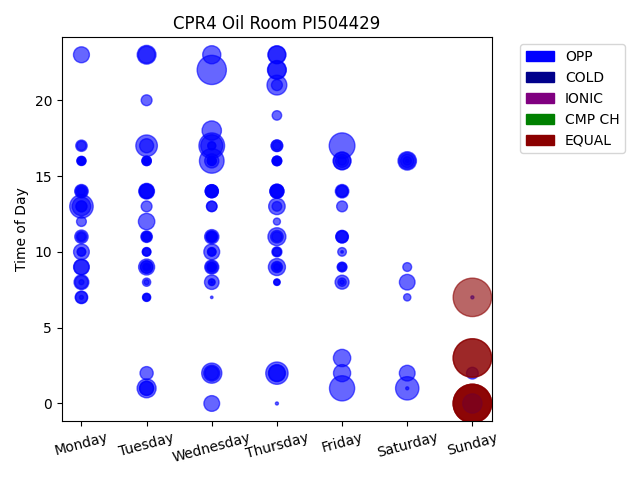 CPR4 Oil Room PI504429
OPP
COLD
IONIC
CMP CH
EQUAL
Time of Day
20
15
10
5
0
Monday
Tuesday
Wednesday
Thursday
Friday
Saturday
Sunday